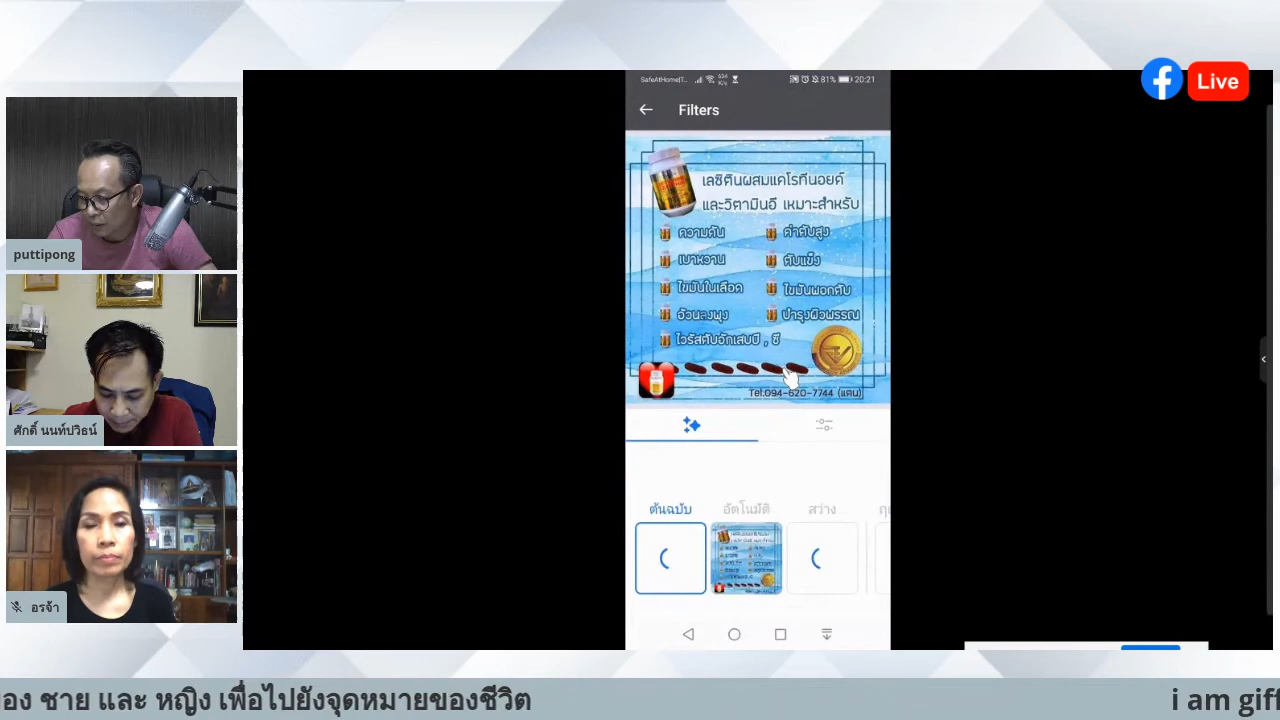 Live
puttipong
ศักดิ์ นนท์ปวิธน์
อรจ้า
81% 20:21
Filters
เลซิตินผสมแคโรทีนอยด์
และวิตามินอี เหมาะสำหรับ
ความดัน
ค่าตับสูง
เบาหวาน
ตับแข็ง
ไขมันในเลือด
ไขมันพอกตับ
อ้วนลงพุง
บำรุงผิวพรรณ
ไวรัสตับอักเสบบี , ซี
Tel.094-620-7744 (แตน)
ต้นฉบับ
อัตโนมัติ
สว่าง
ของ ชาย และ หญิง เพื่อไปยังจุดหมายของชีวิต
i am giff